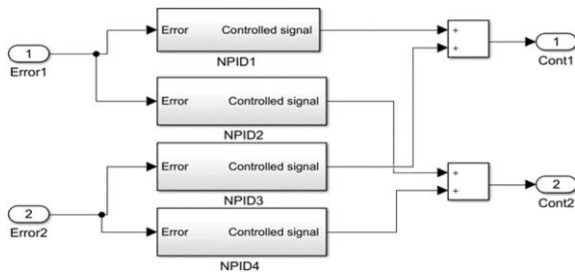 Error Controlled signal
NPID1
1
Error1
+
+
1
Cont1
Error Controlled signal
NPID2
Error Controlled signal
NPID3
+
+
2
Cont2
2
Error2
Error Controlled signal
NPID4